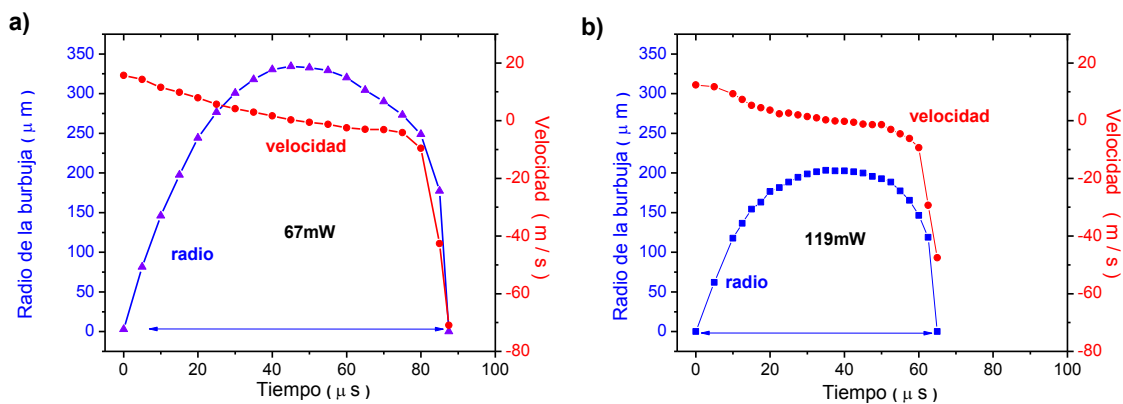 a)
Radio de la burbuja ( μ m )
350
300
250
200
150
100
50
0
velocidad
67mW
radio
20
0
-20
-40
-60
-80
Velocidad ( m / s )
0 20 40 60 80 100
Tiempo ( μ s )
b)
Radio de la burbuja ( μ m )
350
300
250
200
150
100
50
0
velocidad
119mW
radio
20
0
-20
-40
-60
-80
Velocidad ( m / s )
0 20 40 60 80 100
Tiempo ( μ s )